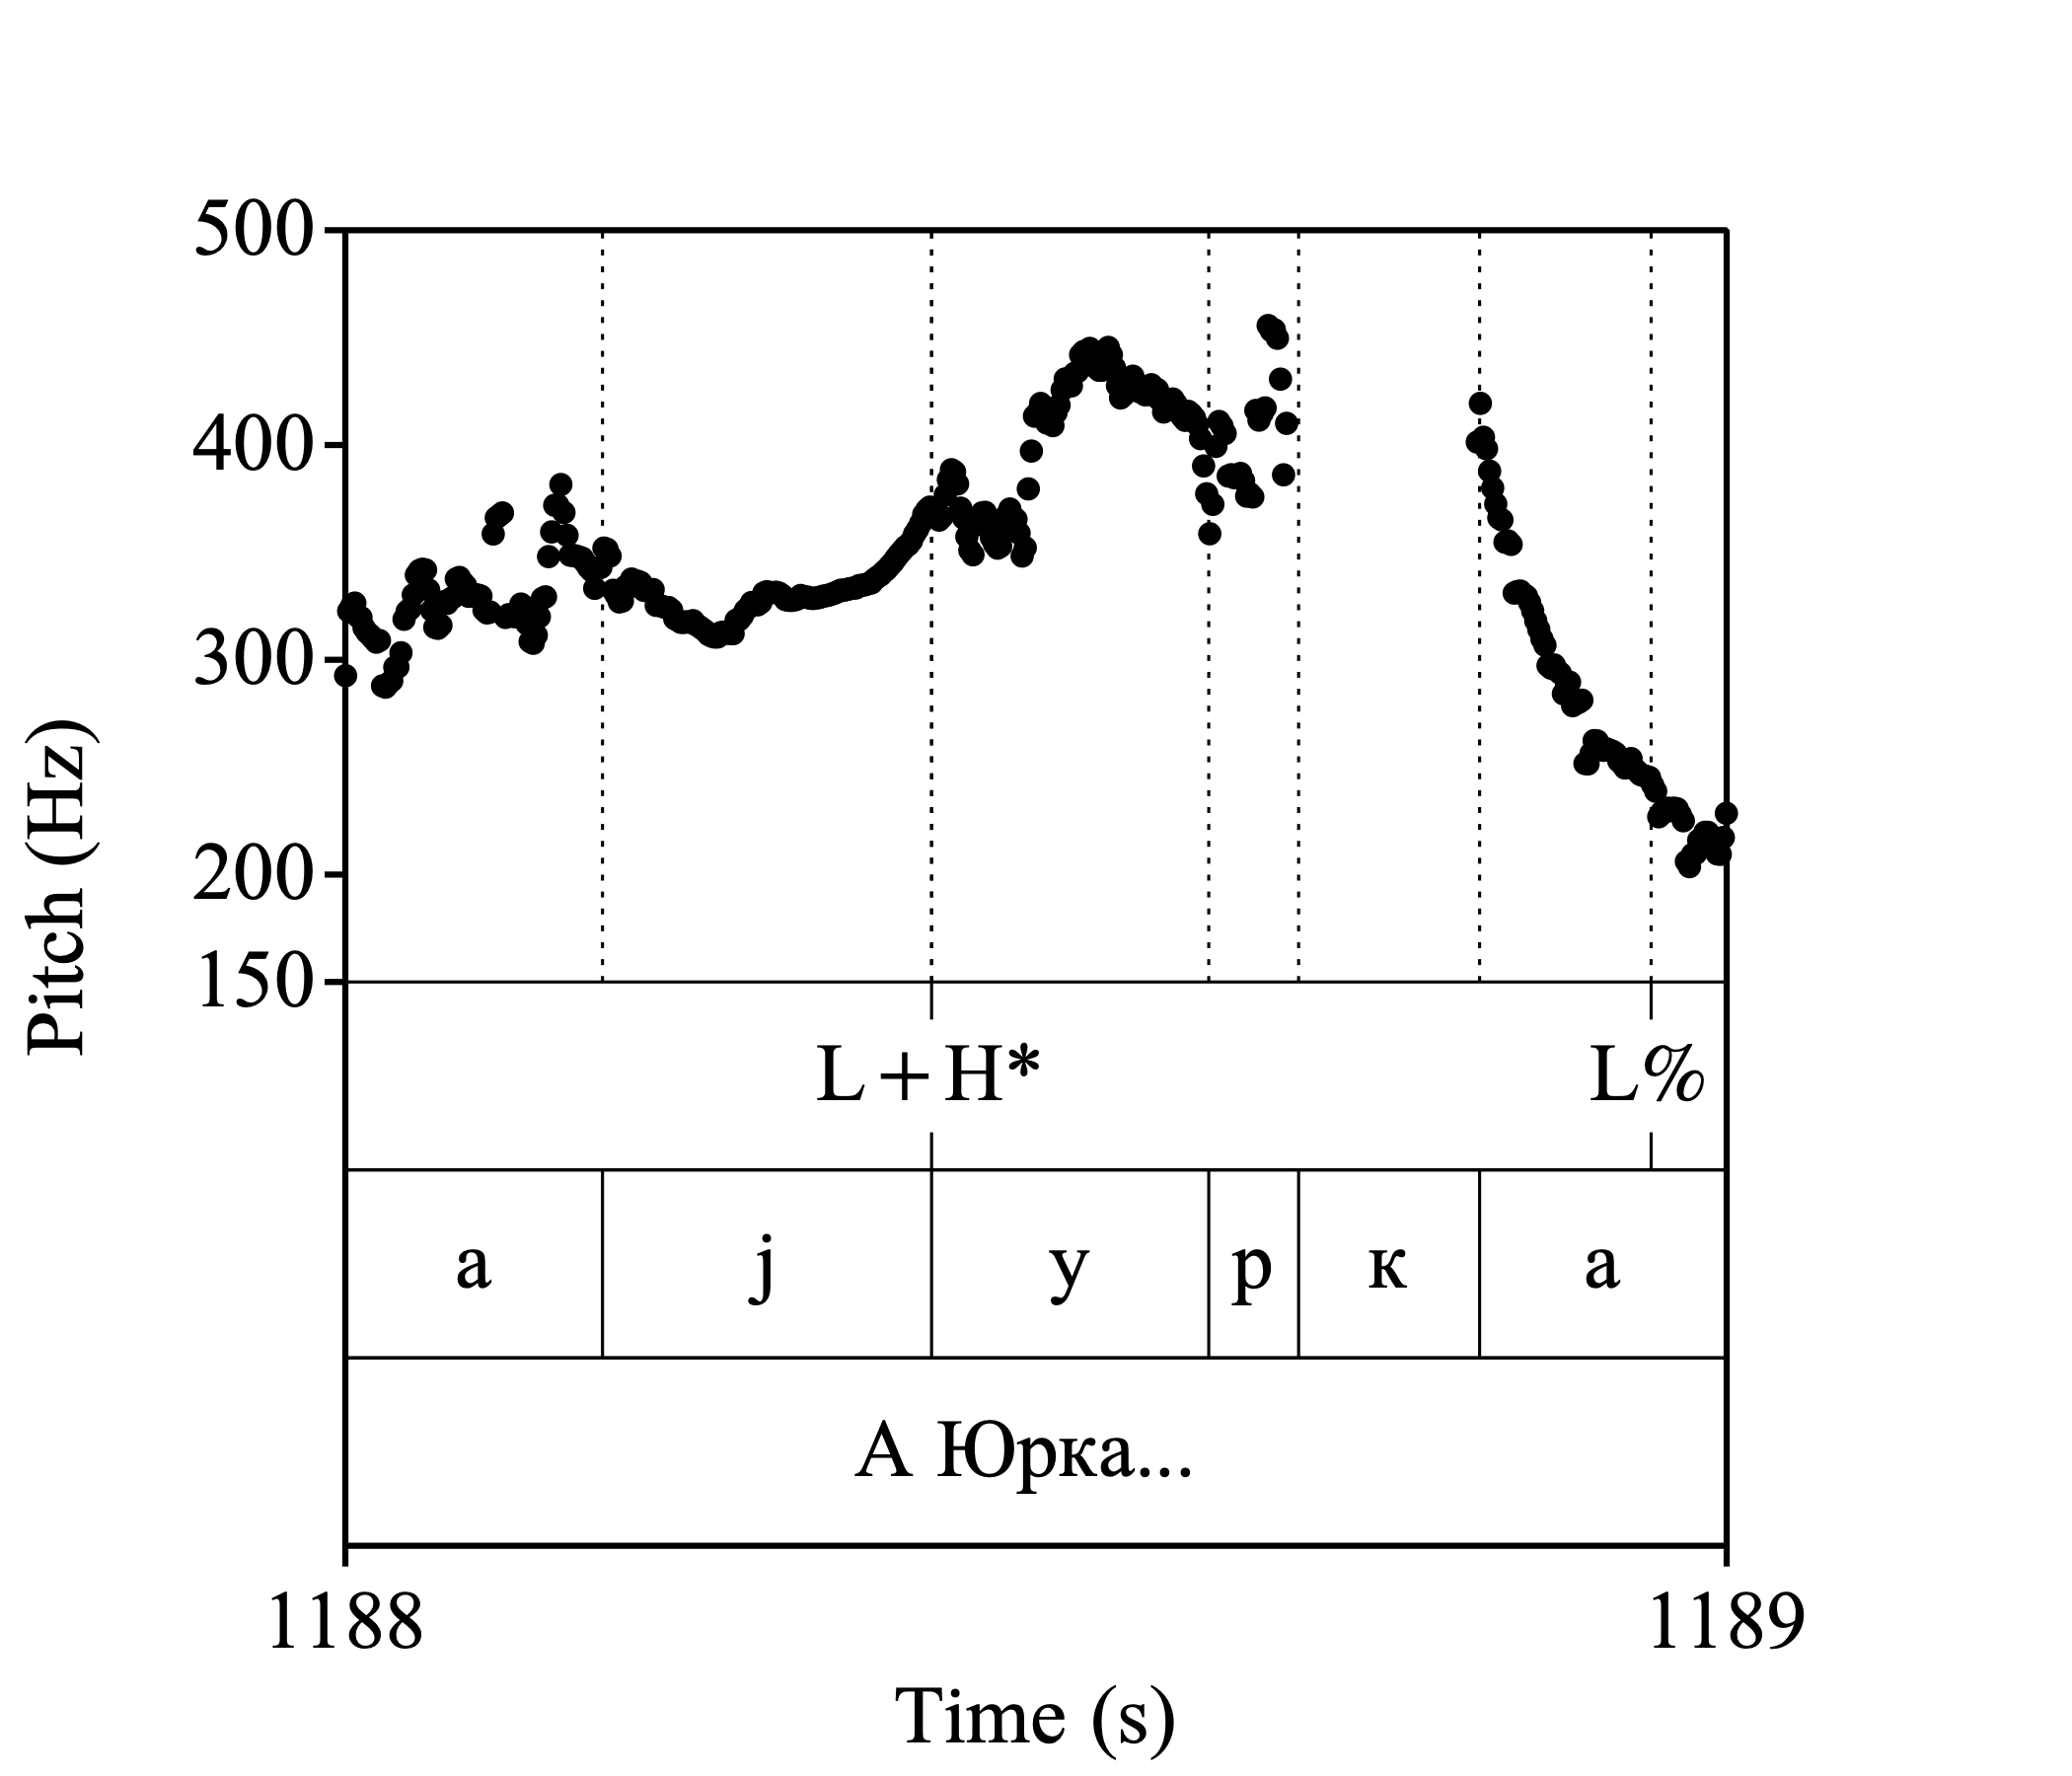 500
400
300
200
150
Pitch (Hz)
L+H* L%
а j у р к а
А Юрка...
1188 1189
Time (s)